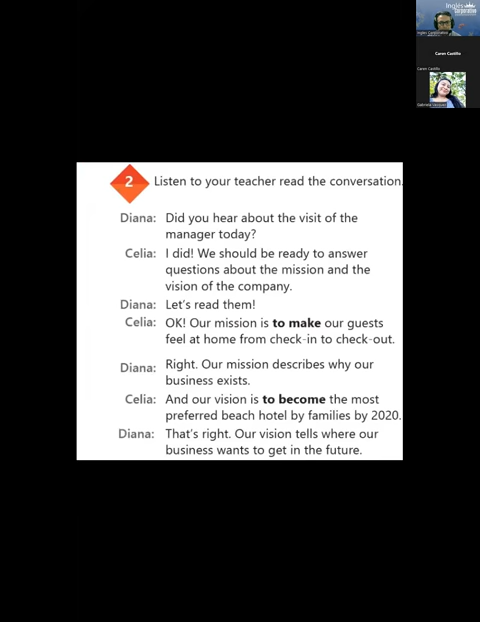 Inglés
Corporativo
Caren Castillo
Caren Castillo
2 Listen to your teacher read the conversation.
Diana: Did you hear about the visit of the
manager today?
Celia: I did! We should be ready to answer
questions about the mission and the
vision of the company.
Diana: Let's read them!
Celia: OK! Our mission is to make our guests
feel at home from check-in to check-out.
Diana: Right. Our mission describes why our
business exists.
Celia: And our vision is to become the most
preferred beach hotel by families by 2020.
Diana: That's right. Our vision tells where our
business wants to get in the future.